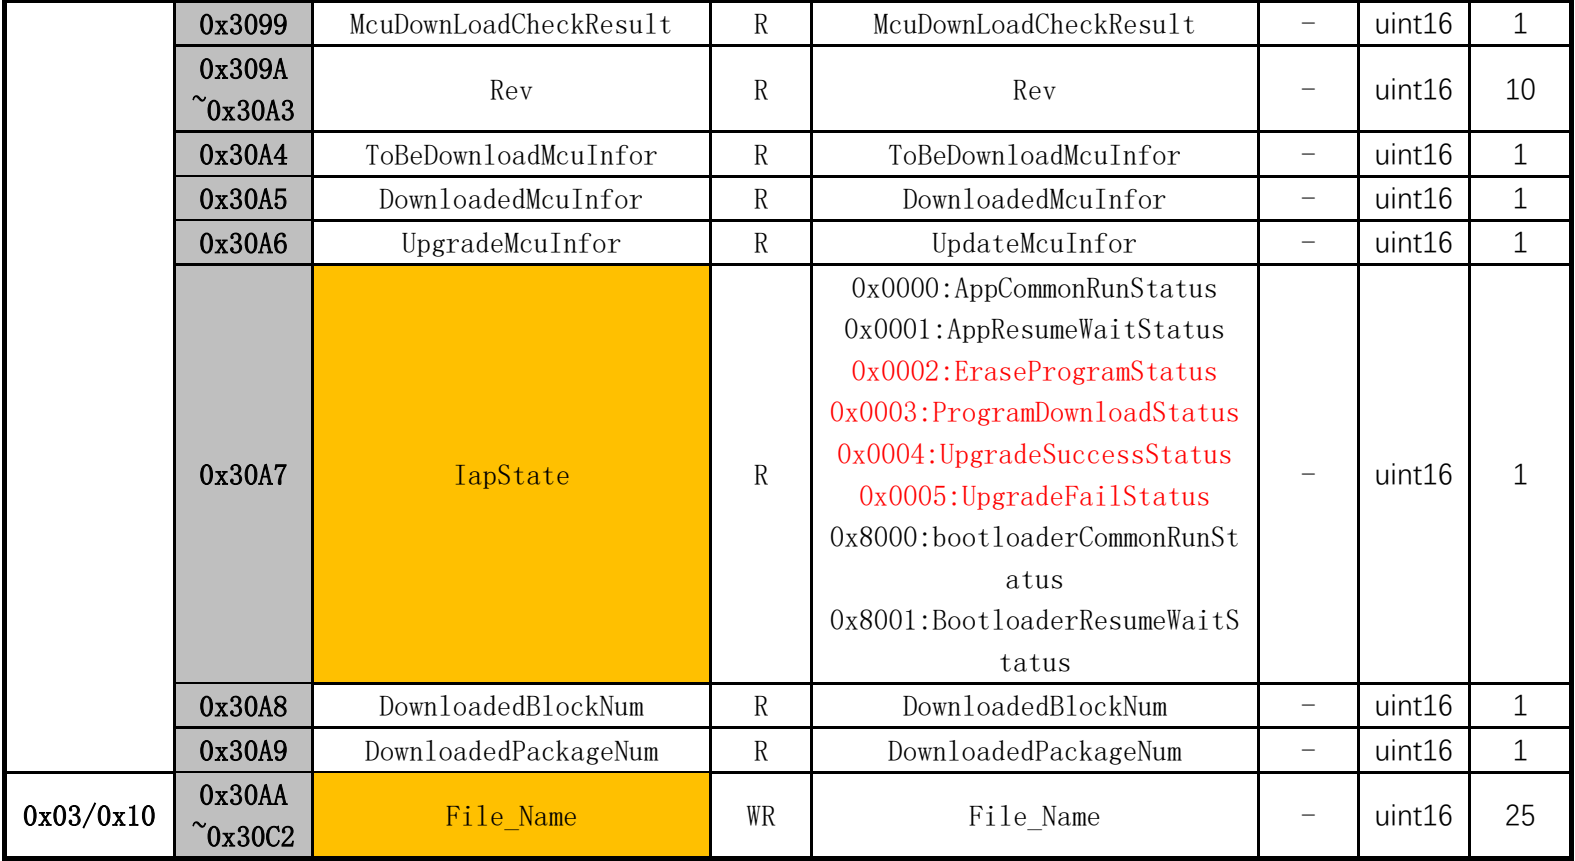 0x3099 McuDownLoadCheckResult R McuDownLoadCheckResult － uint16 1
0x309A
~0x30A3 Rev R Rev － uint16 10
0x30A4 ToBeDownloadMcuInfor R ToBeDownloadMcuInfor － uint16 1
0x30A5 DownloadedMcuInfor R DownloadedMcuInfor － uint16 1
0x30A6 UpgradeMcuInfor R UpdateMcuInfor － uint16 1
0x30A7 IapState R
0x0000:AppCommonRunStatus
0x0001:AppResumeWaitStatus
0x0002:EraseProgramStatus
0x0003:ProgramDownloadStatus
0x0004:UpgradeSuccessStatus
0x0005:UpgradeFailStatus
0x8000:bootloaderCommonRunSt
atus
0x8001:BootloaderResumeWaitS
tatus
－ uint16 1
0x30A8 DownloadedBlockNum R DownloadedBlockNum － uint16 1
0x30A9 DownloadedPackageNum R DownloadedPackageNum － uint16 1
0x03/0x10 0x30AA
~0x30C2 File_Name WR File_Name － uint16 25